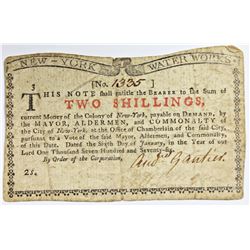 NEW-YORK WATER WORKS
[No. 1335]
3
THIS NOTE shall entitle the BEARER to the Sum of
TWO SHILLINGS,
current Money of the Colony of New-York, payable on DEMAND, by
the MAYOR, ALDERMEN, and COMMONALTY of
the City of New-York, at the Office of Chamberlain of the said City,
pursuant to a Vote of the said Mayor, Aldermen, and Commonalty,
of this Date. Dated the Sixth Day of January, in the Year of our
Lord One Thousand Seven Hundred and Seventy-six.
By Order of the Corporation,
2s.
And.w Gautier